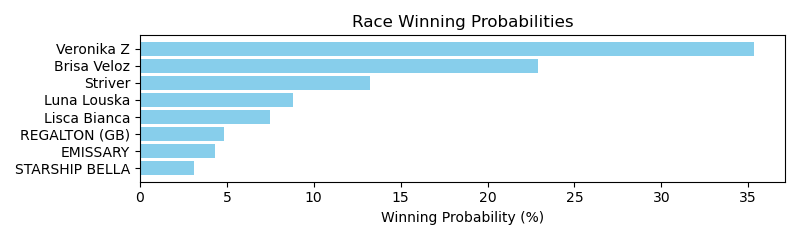 Race Winning Probabilities
Veronika Z
Brisa Veloz
Striver
Luna Louska
Lisca Bianca
REGALTON (GB)
EMISSARY
STARSHIP BELLA
0 5 10 15 20 25 30 35
Winning Probability (%)